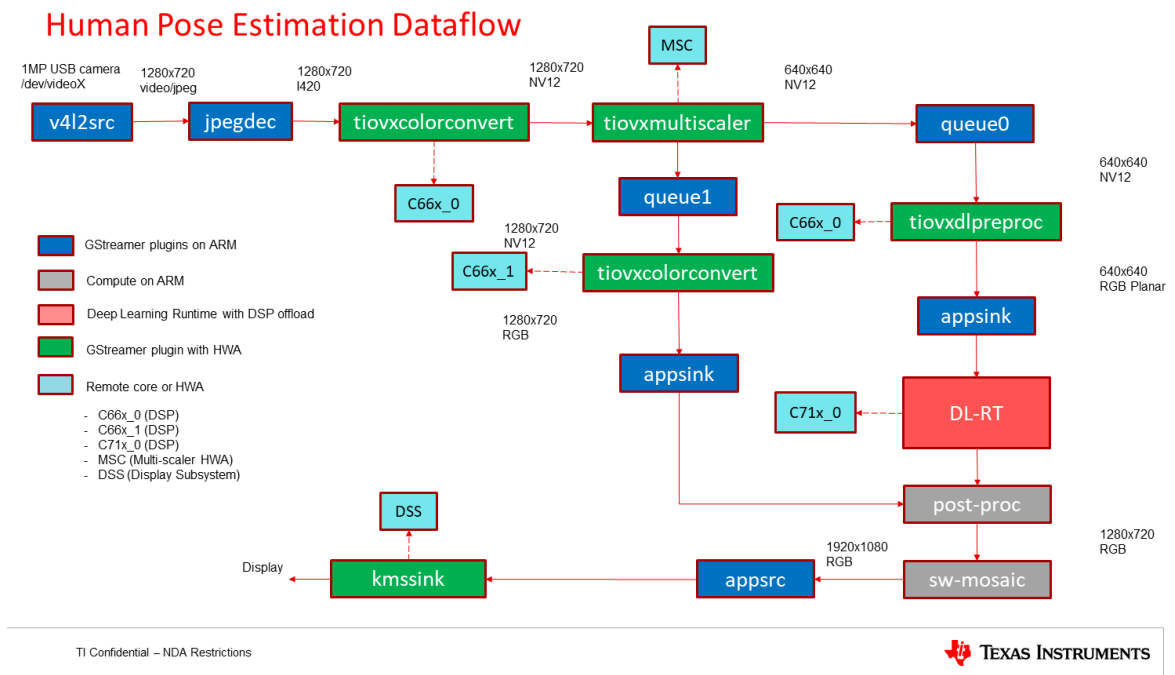 Human Pose Estimation Dataflow
1MP USB camera
/dev/videoX
1280x720
video/jpeg
1280x720
I420
1280x720
NV12
MSC
640x640
NV12
v4l2src
jpegdec
tiovxcolorconvert
tiovxmultiscaler
queue0
C66x_0
queue1
640x640
NV12
C66x_0
tiovxdlpreproc
1280x720
NV12
C66x_1
tiovxcolorconvert
640x640
RGB Planar
1280x720
RGB
appsink
appsink
GStreamer plugins on ARM
Compute on ARM
Deep Learning Runtime with DSP offload
GStreamer plugin with HWA
Remote core or HWA
- C66x_0 (DSP)
- C66x_1 (DSP)
- C71x_0 (DSP)
- MSC (Multi-scaler HWA)
- DSS (Display Subsystem)
C71x_0
DL-RT
DSS
post-proc
1280x720
RGB
1920x1080
RGB
Display
kmssink
appsrc
sw-mosaic
TI Confidential – NDA Restrictions
TEXAS INSTRUMENTS